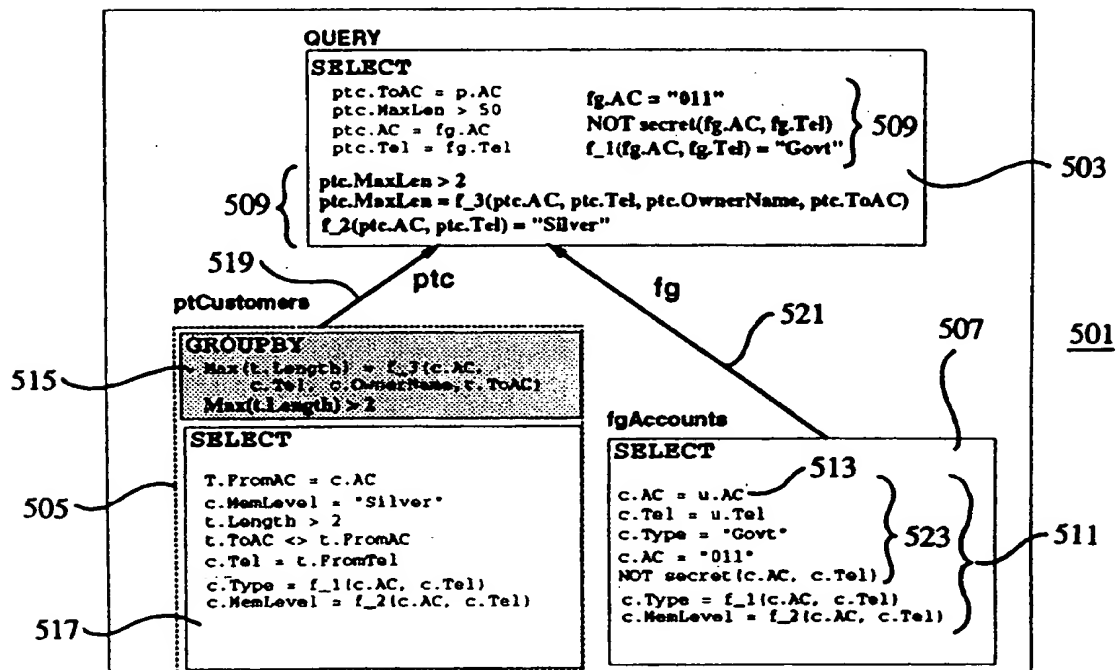 QUERY
SELECT
ptc.ToAC = p.AC
ptc.MaxLen > 50
ptc.AC = fg.AC
ptc.Tel = fg.Tel
fg.AC = "011"
NOT secret(fg.AC, fg.Tel)
f_1(fg.AC, fg.Tel) = "Govt"
509
503
509
ptc.MaxLen > 2
ptc.MaxLen = f_3(ptc.AC, ptc.Tel, ptc.OwnerName, ptc.ToAC)
f_2(ptc.AC, ptc.Tel) = "Silver"
519
ptc
fg
521
501
ptCustomers
507
515
GROUPBY
Max(t.Length) = f_3(c.AC,
c.Tel, c.OwnerName,t.ToAC)
Max(t.Length) > 2
fgAccounts
505
SELECT
T.FromAC = c.AC
c.MemLevel = "Silver"
t.Length > 2
t.ToAC <> t.FromAC
c.Tel = t.FromTel
c.Type = f_1(c.AC, c.Tel)
c.MemLevel = f_2(c.AC, c.Tel)
517
SELECT
513
c.AC = u.AC
c.Tel = u.Tel
c.Type = "Govt"
c.AC = "011"
NOT secret(c.AC, c.Tel)
523
511
c.Type = f_1(c.AC, c.Tel)
c.MemLevel = f_2(c.AC, c.Tel)